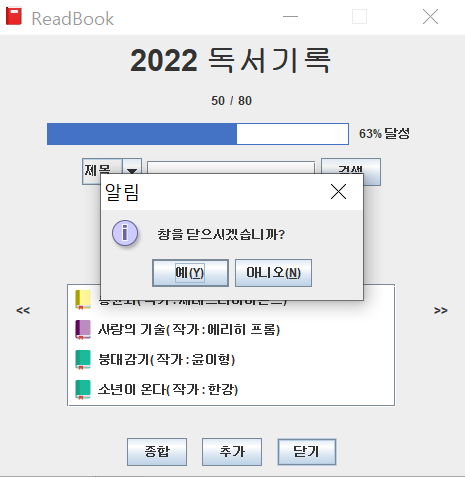 ReadBook
2022 독서기록
50 / 80
63% 달성
제목
알림
창을 닫으시겠습니까?
예(Y)
아니오(N)
<<
>>
사랑의 기술(작가:에리히 프롬)
붕대감기(작가:윤이형)
소년이 온다(작가:한강)
종합
추가
닫기